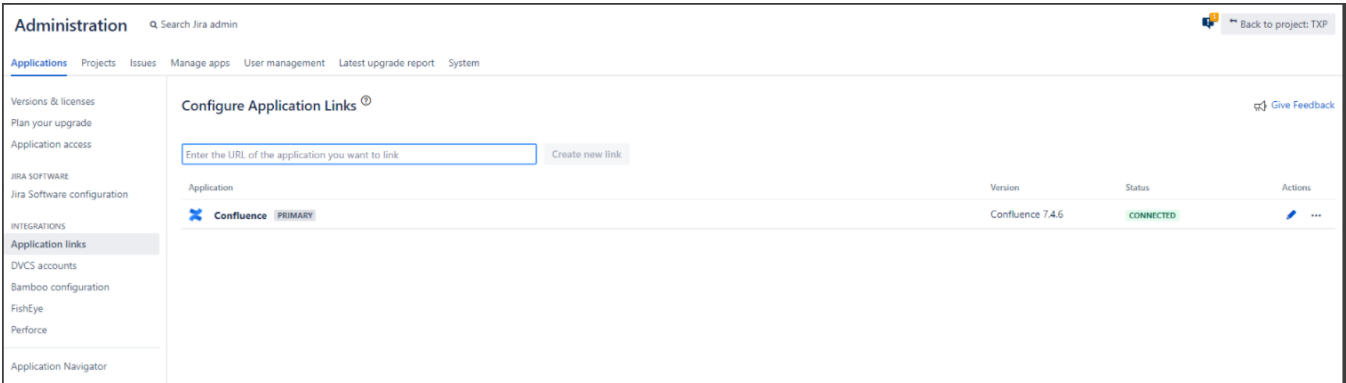 Administration Search Jira admin Back to project: TXP
Applications Projects Issues Manage apps User management Latest upgrade report System
Versions & licenses
Plan your upgrade
Application access
JIRA SOFTWARE
Jira Software configuration
INTEGRATIONS
Application links
DVCS accounts
Bamboo configuration
FishEye
Perforce
Application Navigator
Configure Application Links ? Give Feedback
Enter the URL of the application you want to link Create new link
Application Version Status Actions
Confluence PRIMARY Confluence 7.4.6 CONNECTED ...